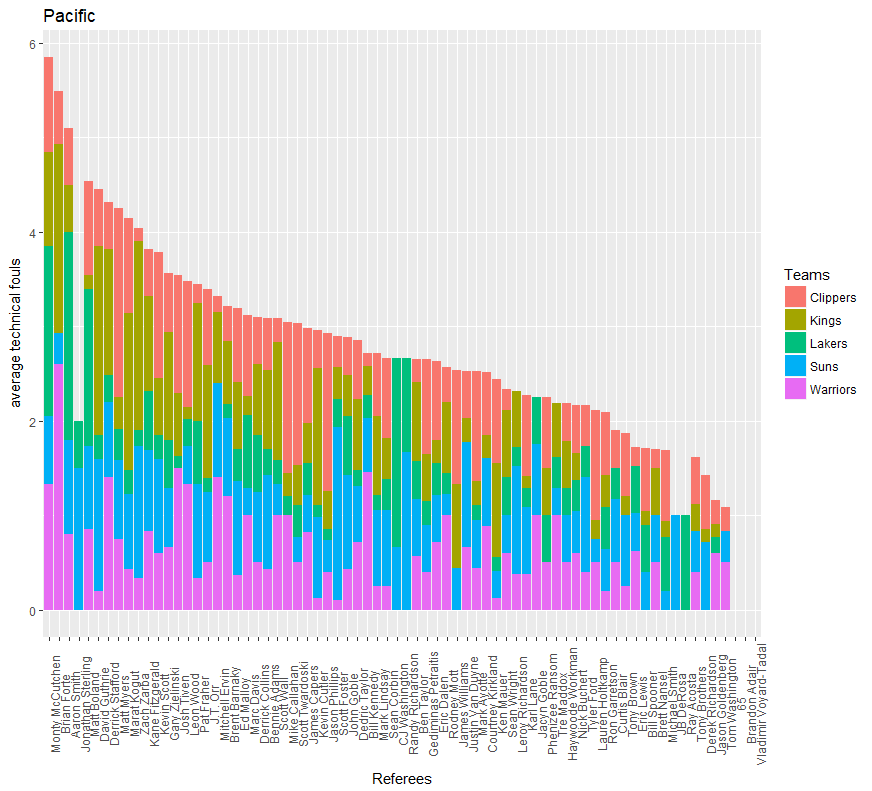 Pacific
6
4
2
0
average technical fouls
Teams
Clippers
Kings
Lakers
Suns
Warriors
Monty McCutchen
Brian Forte
Aaron Smith
Jonathan Sterling
Matt Boland
David Guthrie
Derrick Stafford
Matt Myers
Marat Kogut
Zach Zarba
Kane Fitzgerald
Kevin Scott
Gary Zielinski
Josh Tiven
Leon Wood
Pat Fraher
J.T. Orr
Mitchell Ervin
Brent Barnaky
Ed Malloy
Marc Davis
Derrick Collins
Bennie Adams
Scott Wall
Mike Callahan
Scott Twardoski
James Capers
Kevin Cutler
Jason Phillips
Scott Foster
John Goble
Dedric Taylor
Bill Kennedy
Mark Lindsay
Sean Corbin
CJ Washington
Randy Richardson
Ben Taylor
Gediminas Petraitis
Eric Dalen
Rodney Mott
James Williams
Justin Van Duyne
Mark Ayotte
Courtney Kirkland
Ken Mauer
Sean Wright
Leroy Richardson
Karl Lane
Jacyn Goble
Phenizee Ransom
Tre Maddox
Haywoode Workman
Nick Buchert
Tyler Ford
Lauren Holtkamp
Ron Garretson
Curtis Blair
Tony Brown
Eric Lewis
Bill Spooner
Brett Nansel
Michael Smith
JB DeRosa
Ray Acosta
Tony Brothers
Derek Richardson
Jason Goldenberg
Tom Washington
Brandon Adair
Vladimir Voyard-Tadal
Referees